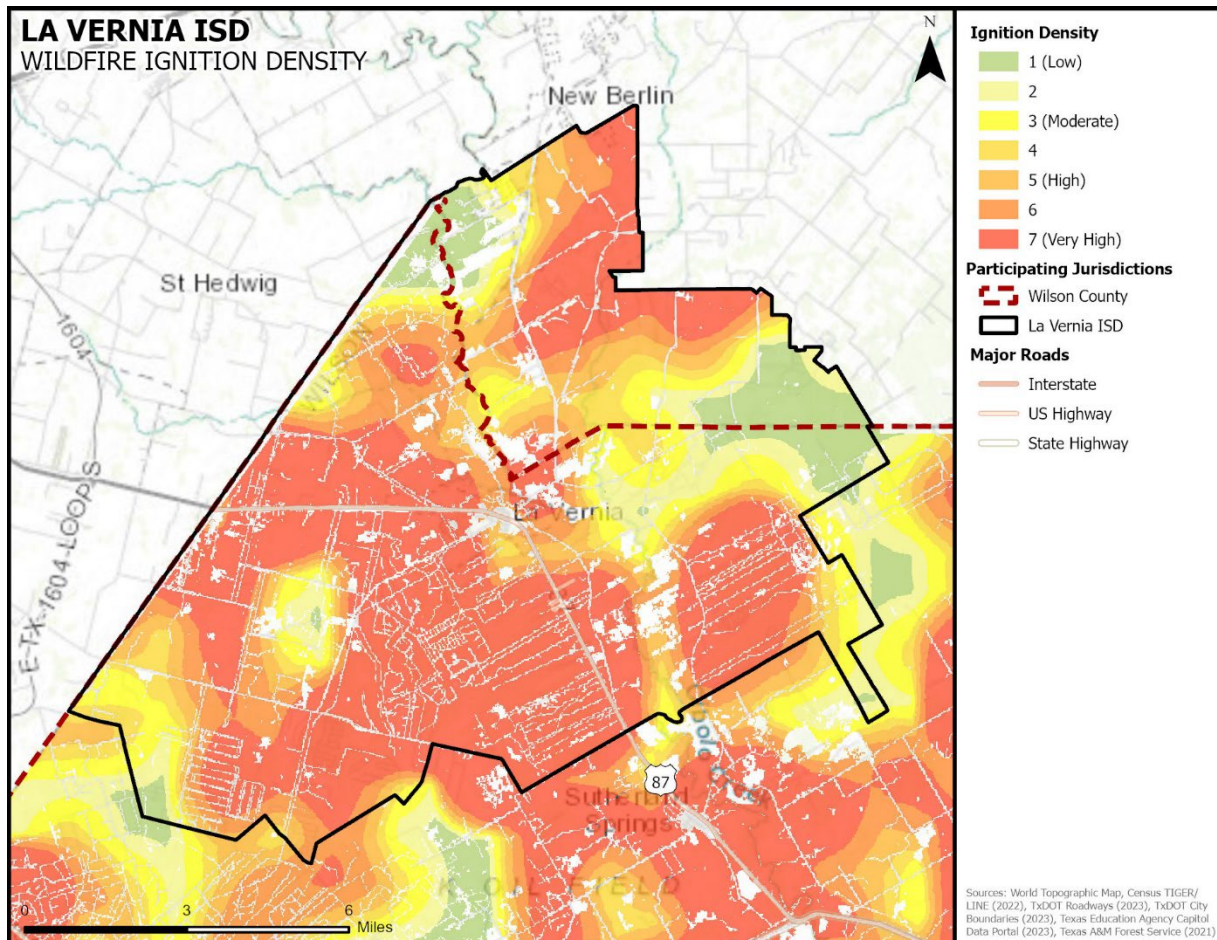 LA VERNIA ISD
WILDFIRE IGNITION DENSITY
N
New Berlin
St Hedwig
1604
WILSON
E-TX-1604-LOOP S
La Vernia
87
Sutherland
Springs
K OIL FIELD
0 3 6
Miles
Ignition Density
1 (Low)
2
3 (Moderate)
4
5 (High)
6
7 (Very High)
Participating Jurisdictions
Wilson County
La Vernia ISD
Major Roads
Interstate
US Highway
State Highway
Sources: World Topographic Map, Census TIGER/
LINE (2022), TxDOT Roadways (2023), TxDOT City
Boundaries (2023), Texas Education Agency Capitol
Data Portal (2023), Texas A&M Forest Service (2021)